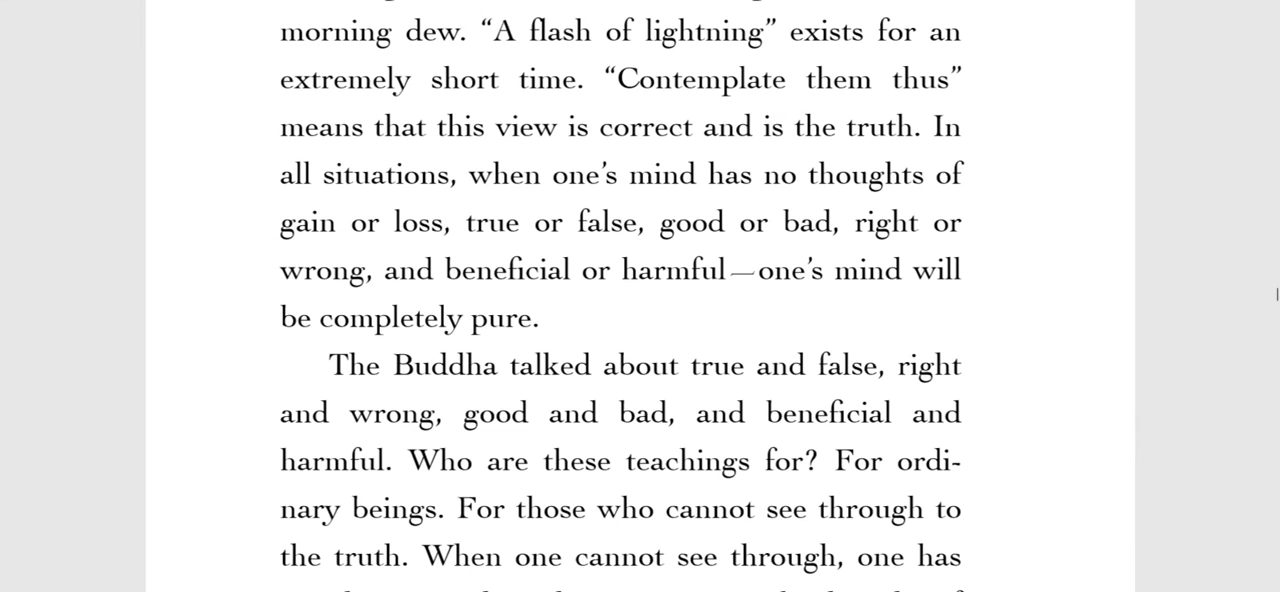 morning dew. “A flash of lightning” exists for an
extremely short time. “Contemplate them thus”
means that this view is correct and is the truth. In
all situations, when one’s mind has no thoughts of
gain or loss, true or false, good or bad, right or
wrong, and beneficial or harmful—one’s mind will
be completely pure.
The Buddha talked about true and false, right
and wrong, good and bad, and beneficial and
harmful. Who are these teachings for? For ordi-
nary beings. For those who cannot see through to
the truth. When one cannot see through, one has